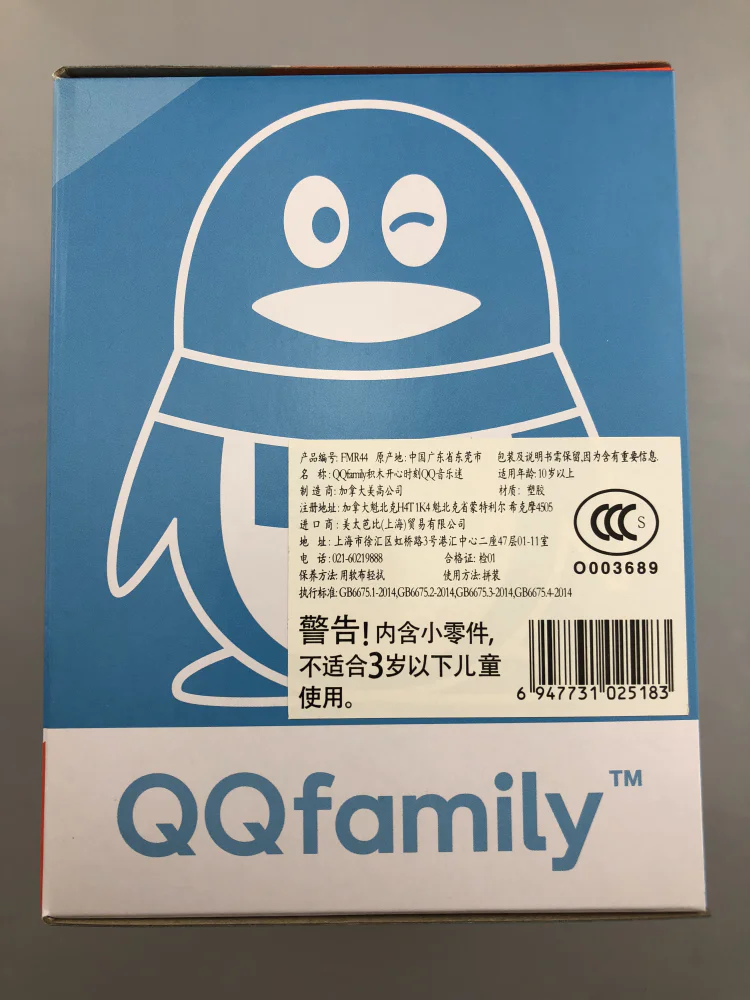 产品编号: FMR44 原产地: 中国广东省东莞市 包装及说明书需保留,因为含有重要信息.
名 称: QQfamily积木开心时刻QQ音乐迷 适用年龄:10岁以上
制 造 商: 加拿大美高公司 材质: 塑胶
注册地址: 加拿大魁北克H4T 1K4 魁北克省蒙特利尔 希克摩4505
进 口 商: 美太芭比(上海)贸易有限公司
地 址: 上海市徐汇区虹桥路3号港汇中心二座47层01-11室
电 话: 021-60219888 合格证: 检01
保养方法: 用软布轻拭 使用方法: 拼装
执行标准: GB6675.1-2014,GB6675.2-2014,GB6675.3-2014,GB6675.4-2014
CCC S
O003689
警告! 内含小零件,
不适合3岁以下儿童
使用。
6 947731 025183
QQfamily™